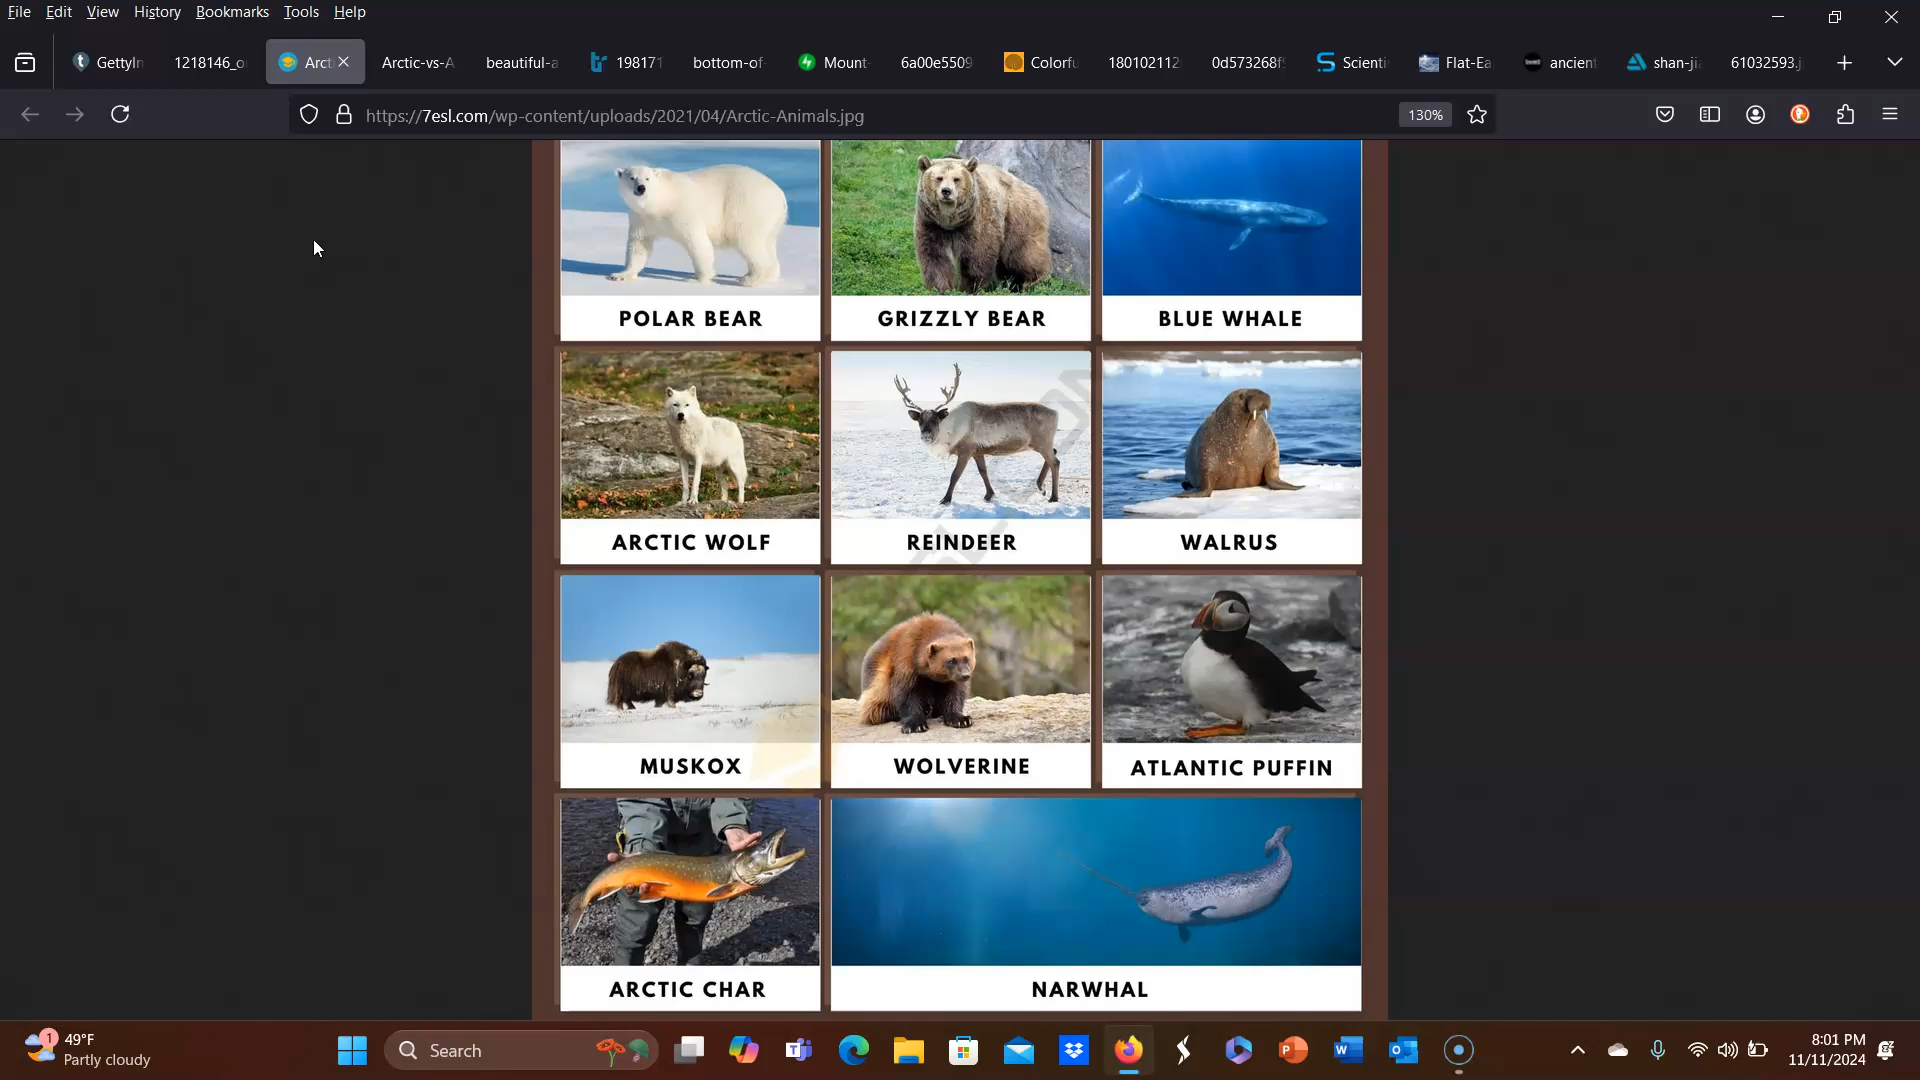 File Edit View History Bookmarks Tools Help
GettyIn 1218146_o Arct Arctic-vs-A beautiful-a 198171 bottom-of- Mount- 6a00e5509 Colorfu 180102112 0d573268f Scienti Flat-Ea ancient shan-jia 61032593.j
https://7esl.com/wp-content/uploads/2021/04/Arctic-Animals.jpg 130%
POLAR BEAR GRIZZLY BEAR BLUE WHALE
ARCTIC WOLF REINDEER WALRUS
MUSKOX WOLVERINE ATLANTIC PUFFIN
ARCTIC CHAR NARWHAL
1 49°F
Partly cloudy
Search
8:01 PM
11/11/2024